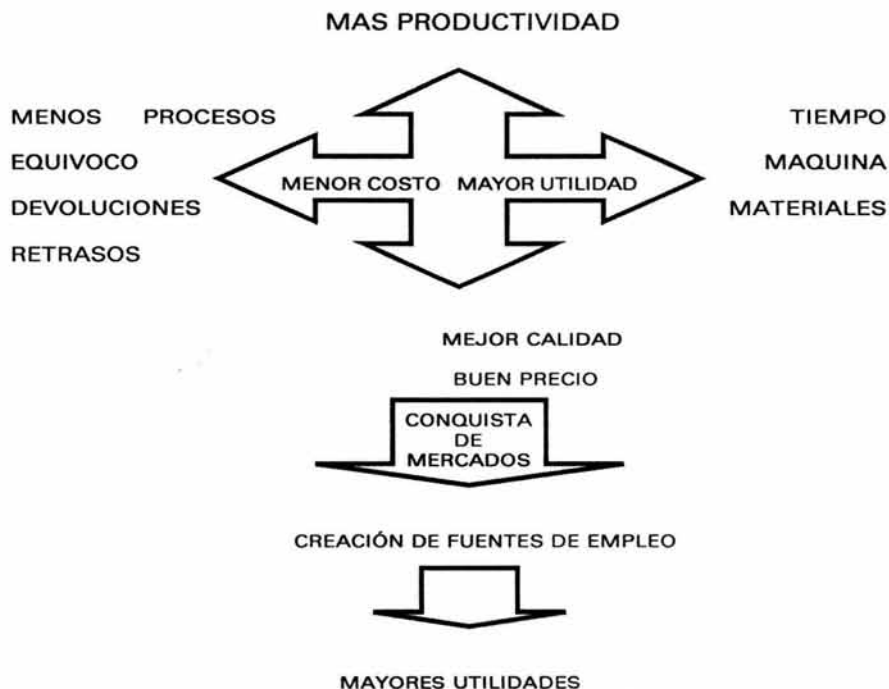 MAS PRODUCTIVIDAD
MENOS PROCESOS
EQUIVOCO
DEVOLUCIONES
RETRASOS
MENOR COSTO
MAYOR UTILIDAD
TIEMPO
MAQUINA
MATERIALES
MEJOR CALIDAD
BUEN PRECIO
CONQUISTA
DE
MERCADOS
CREACIÓN DE FUENTES DE EMPLEO
MAYORES UTILIDADES